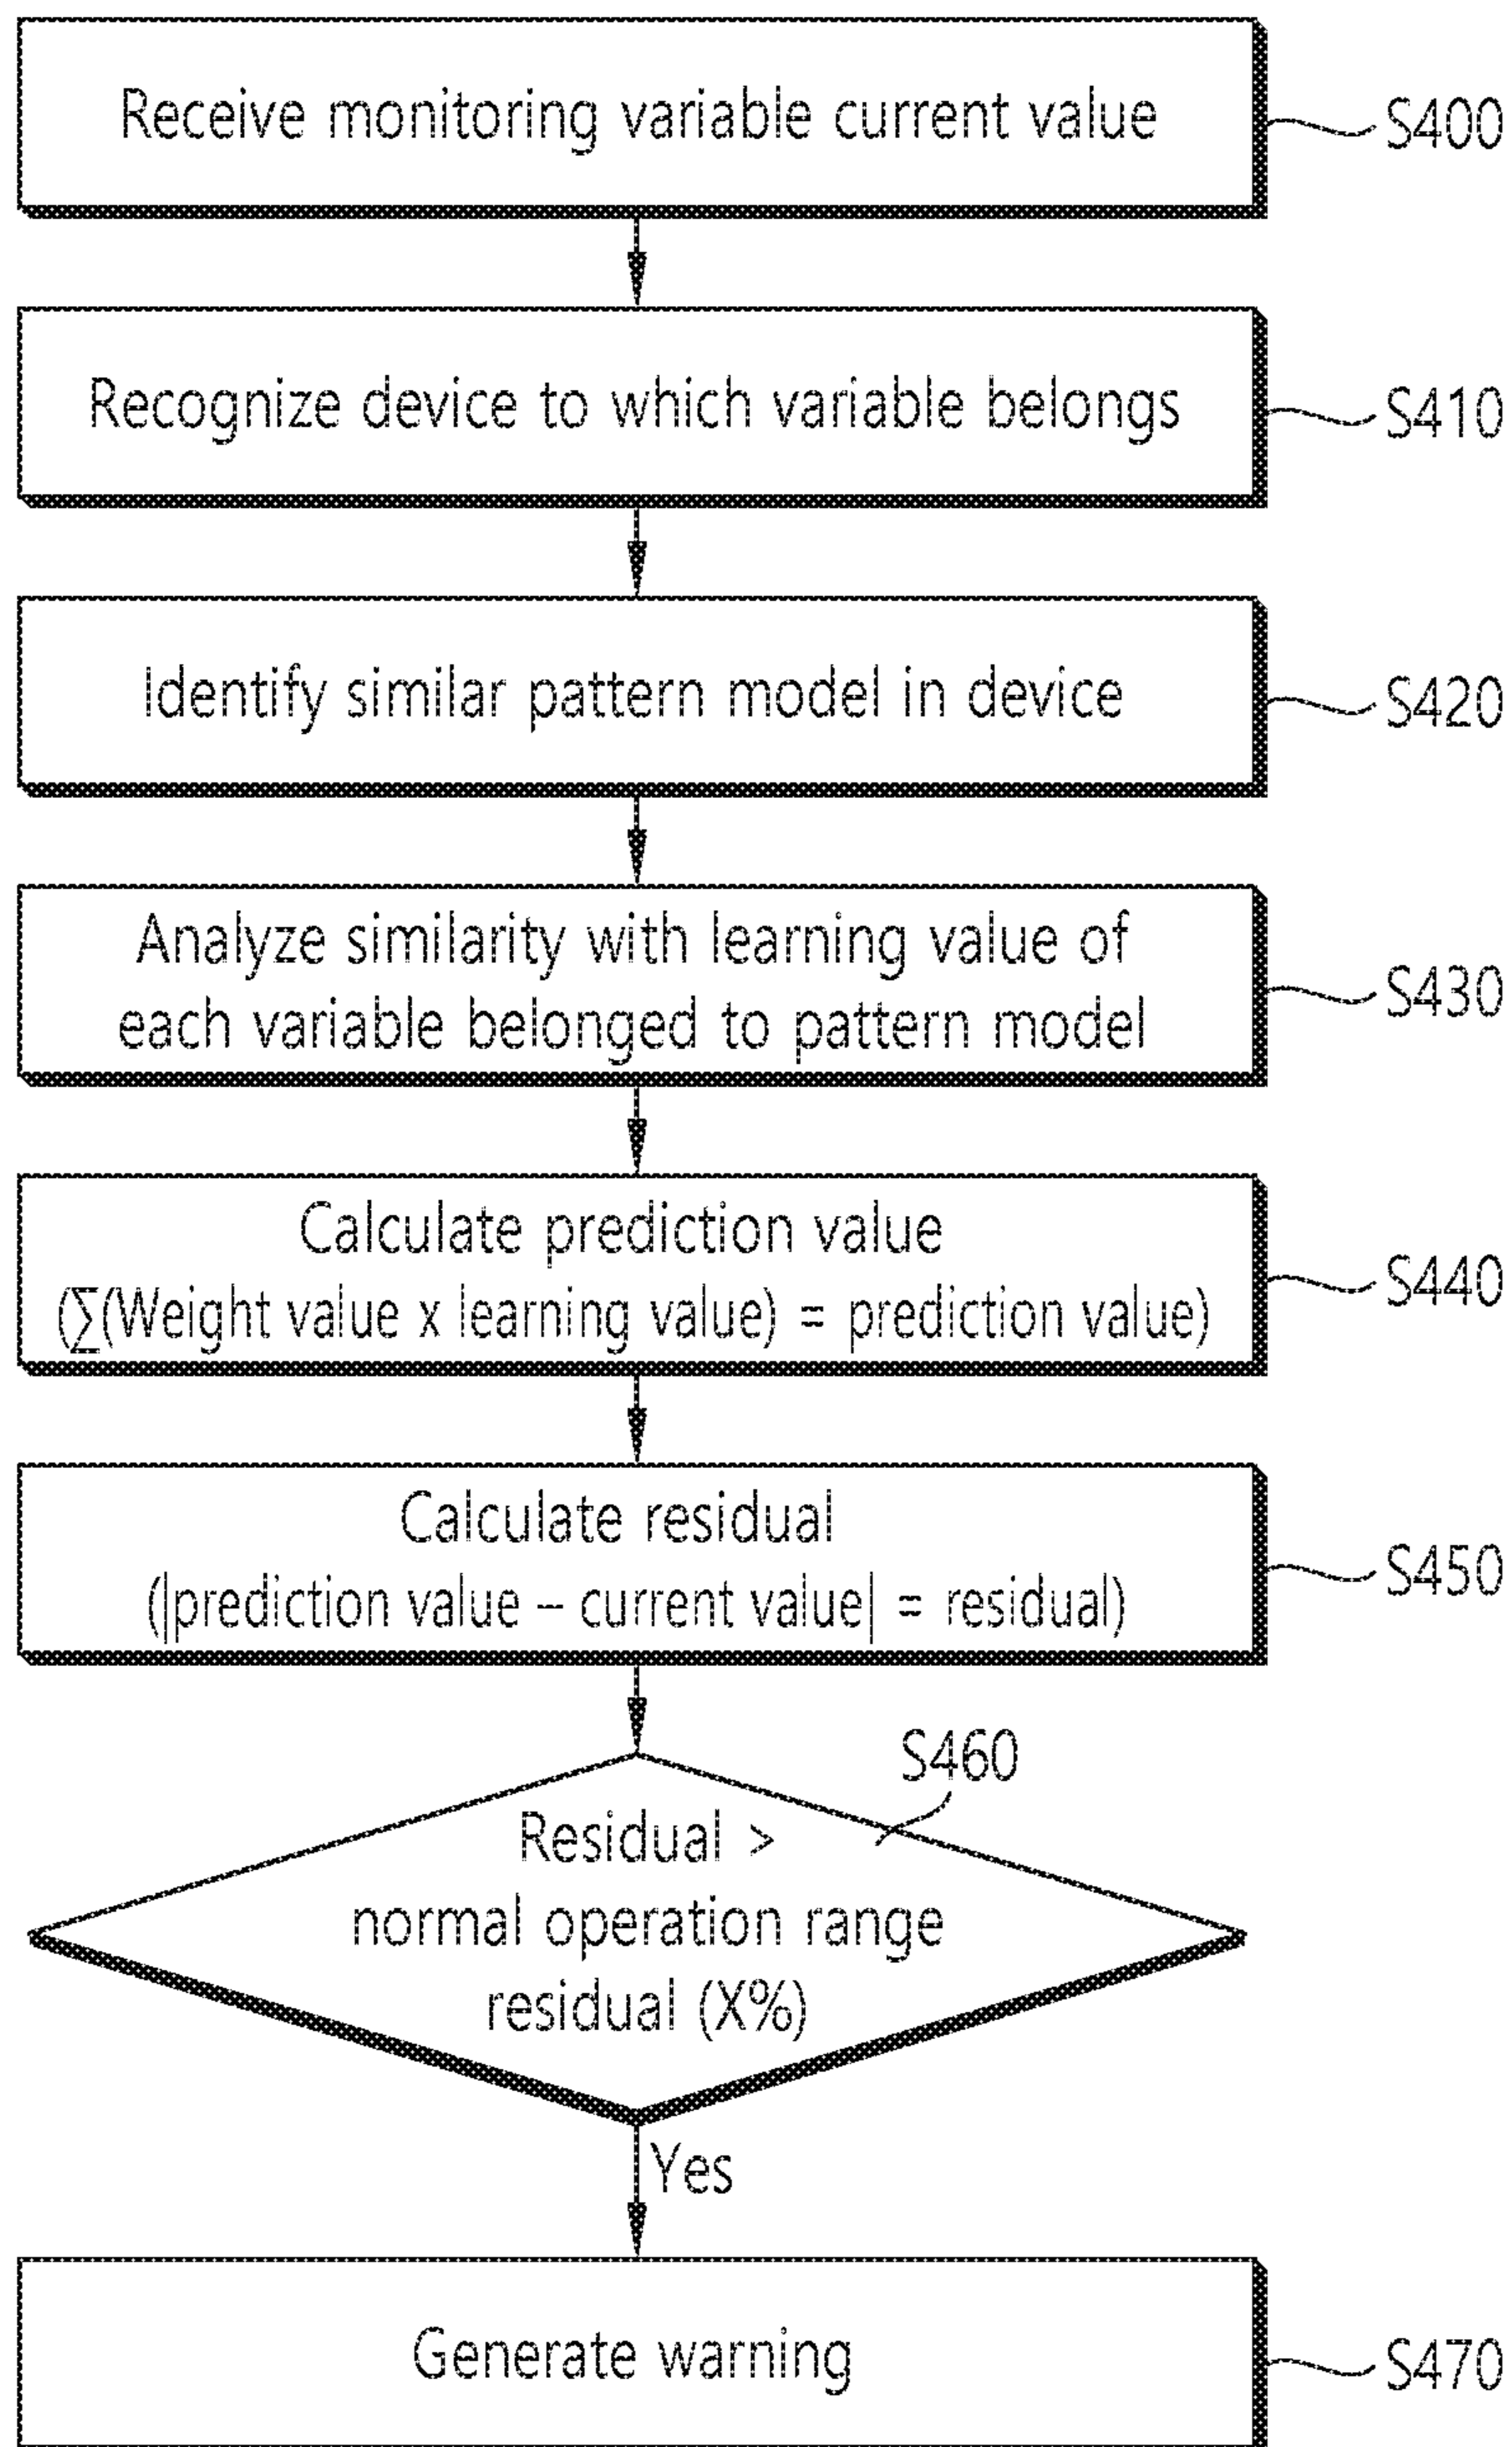 Receive monitoring variable current value
S400
Recognize device to which variable belongs
S410
Identify similar pattern model in device
S420
Analyze similarity with learning value of
each variable belonged to pattern model
S430
Calculate prediction value
(∑(Weight value x learning value) = prediction value)
S440
Calculate residual
(|prediction value – current value| = residual)
S450
S460
Residual >
normal operation range
residual (X%)
Yes
Generate warning
S470